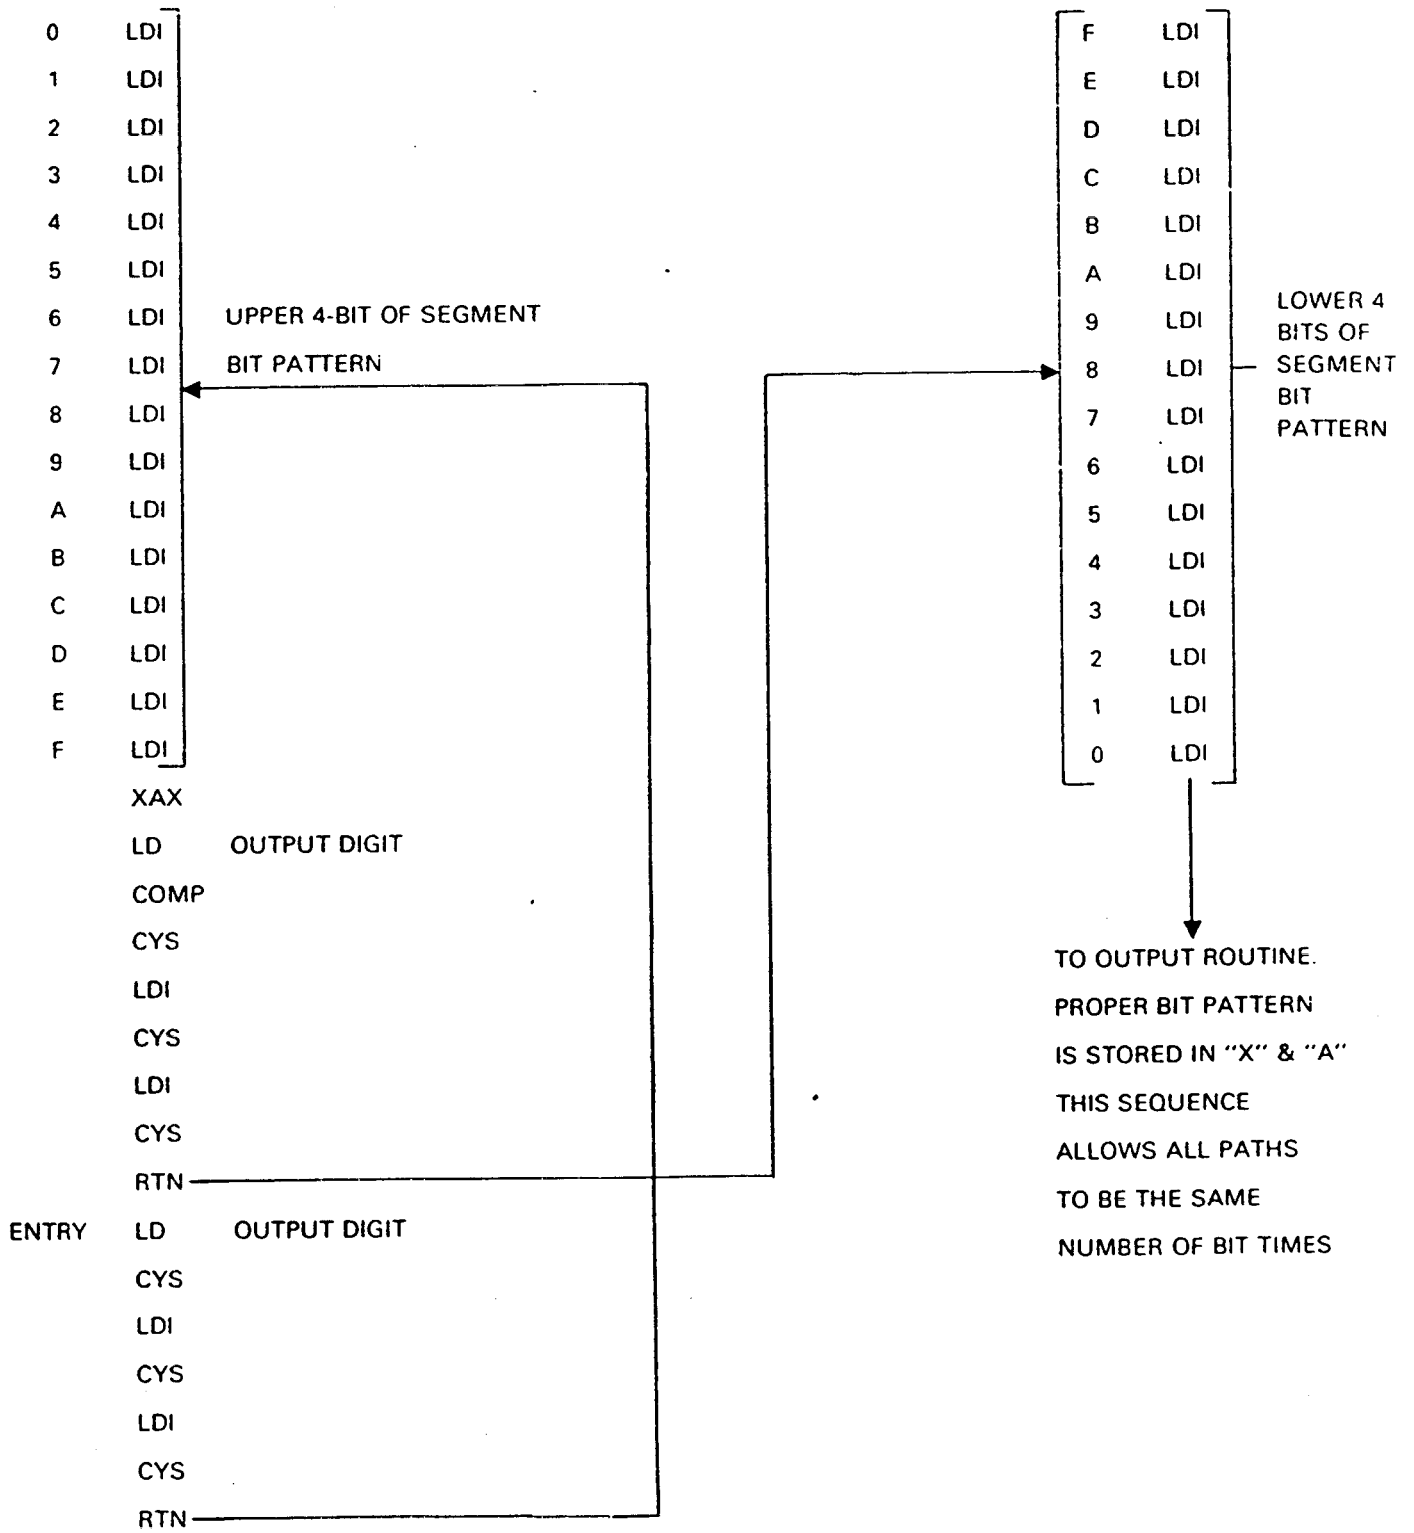 0 LDI
1 LDI
2 LDI
3 LDI
4 LDI
5 LDI
6 LDI UPPER 4-BIT OF SEGMENT
7 LDI BIT PATTERN
8 LDI
9 LDI
A LDI
B LDI
C LDI
D LDI
E LDI
F LDI
XAX
LD OUTPUT DIGIT
COMP
CYS
LDI
CYS
LDI
CYS
RTN
ENTRY LD OUTPUT DIGIT
CYS
LDI
CYS
LDI
CYS
RTN
F LDI
E LDI
D LDI
C LDI
B LDI
A LDI
9 LDI
8 LDI
7 LDI
6 LDI
5 LDI
4 LDI
3 LDI
2 LDI
1 LDI
0 LDI
LOWER 4
BITS OF
SEGMENT
BIT
PATTERN
TO OUTPUT ROUTINE.
PROPER BIT PATTERN
IS STORED IN "X" & "A"
THIS SEQUENCE
ALLOWS ALL PATHS
TO BE THE SAME
NUMBER OF BIT TIMES